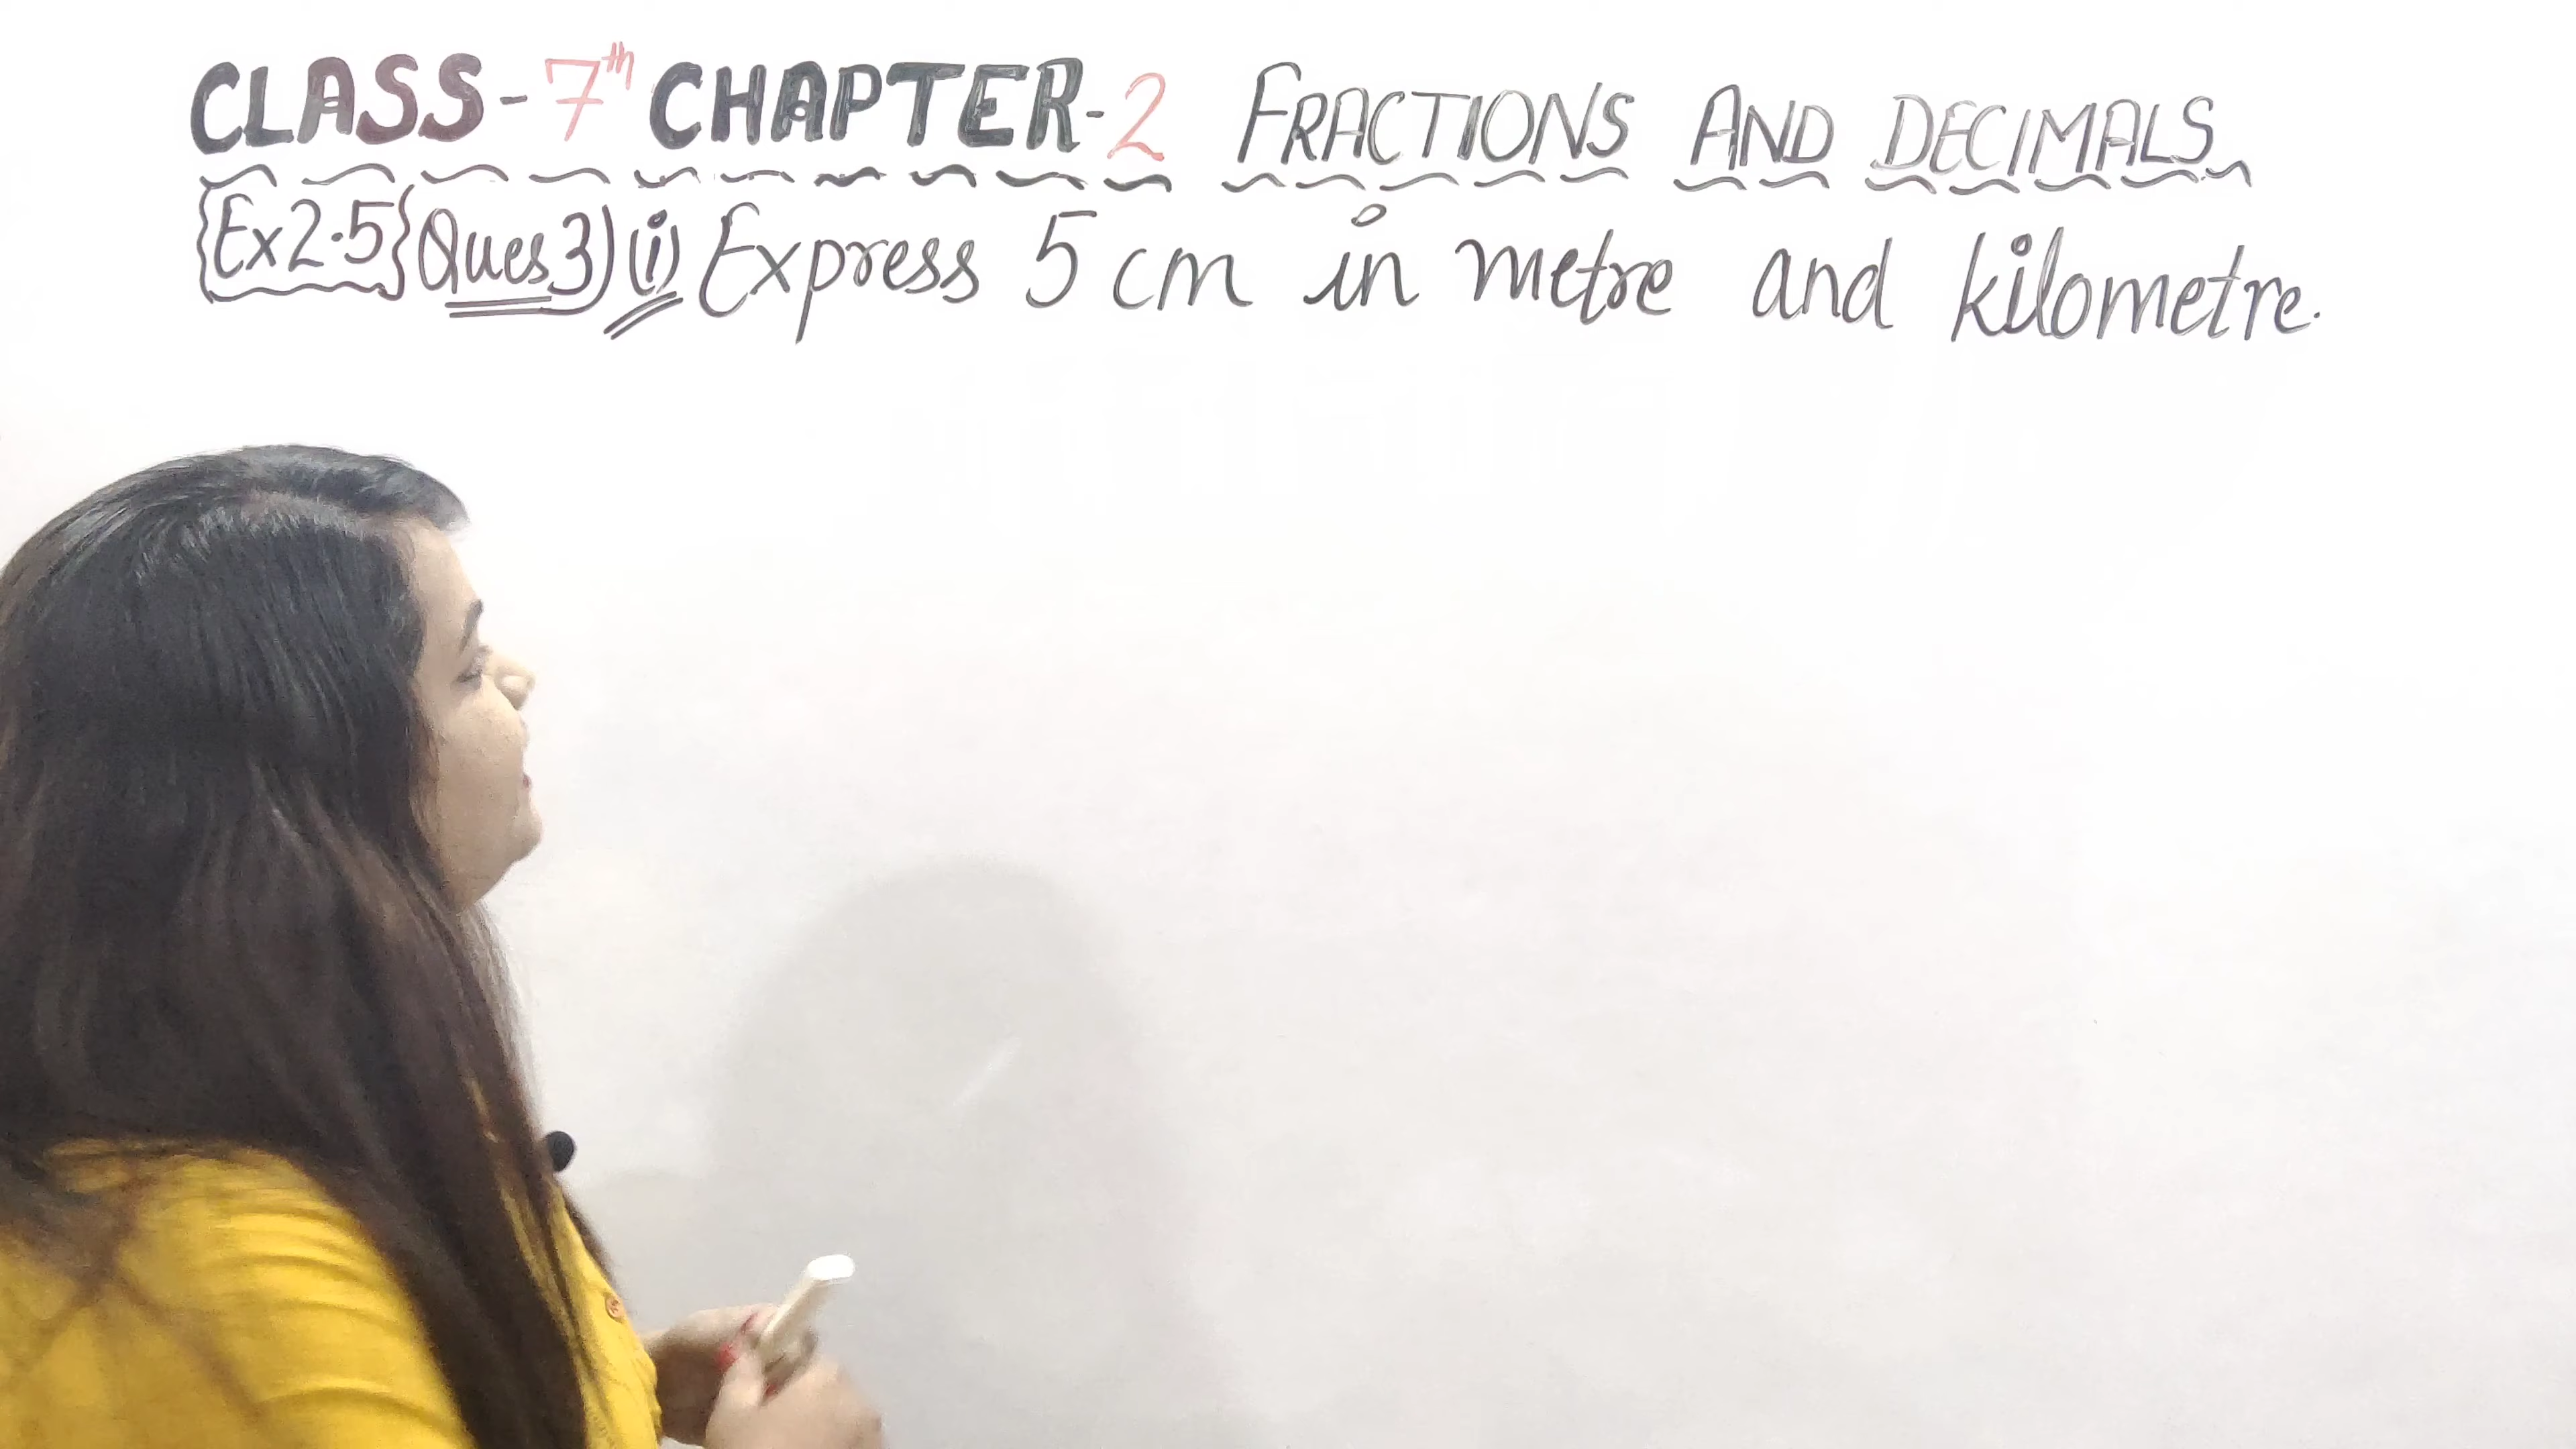 CLASS-7th CHAPTER-2 FRACTIONS AND DECIMALS
Ex2.5 Ques3) (i) Express 5 cm in metre and kilometre.